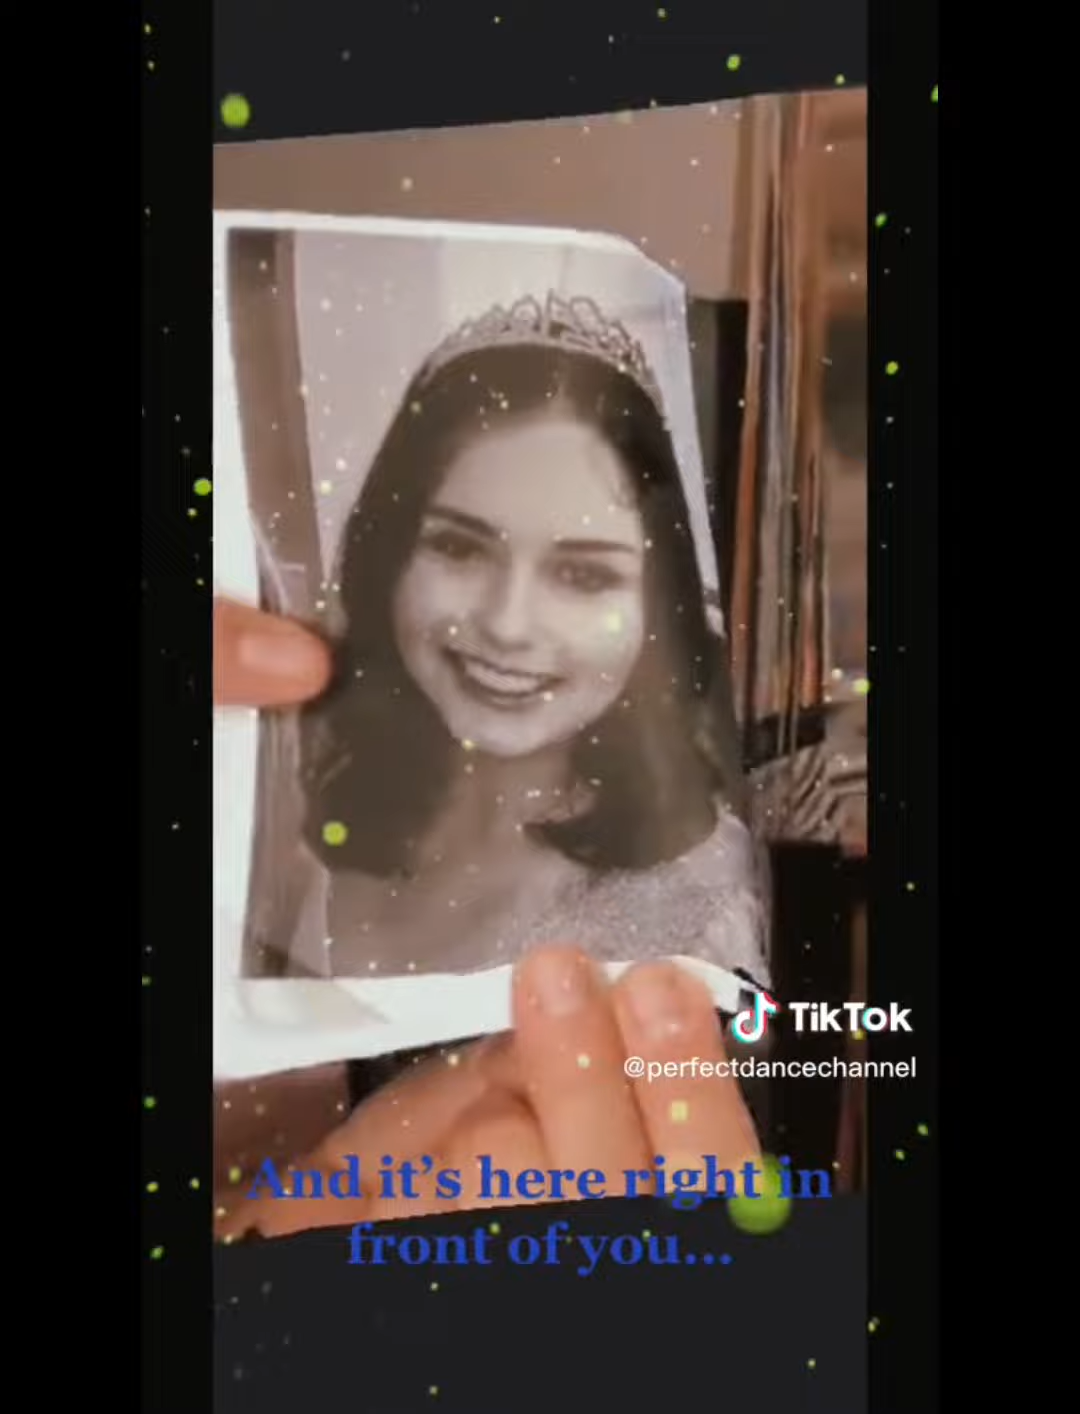 TikTok
@perfectdancechannel
And it's here right in
front of you...